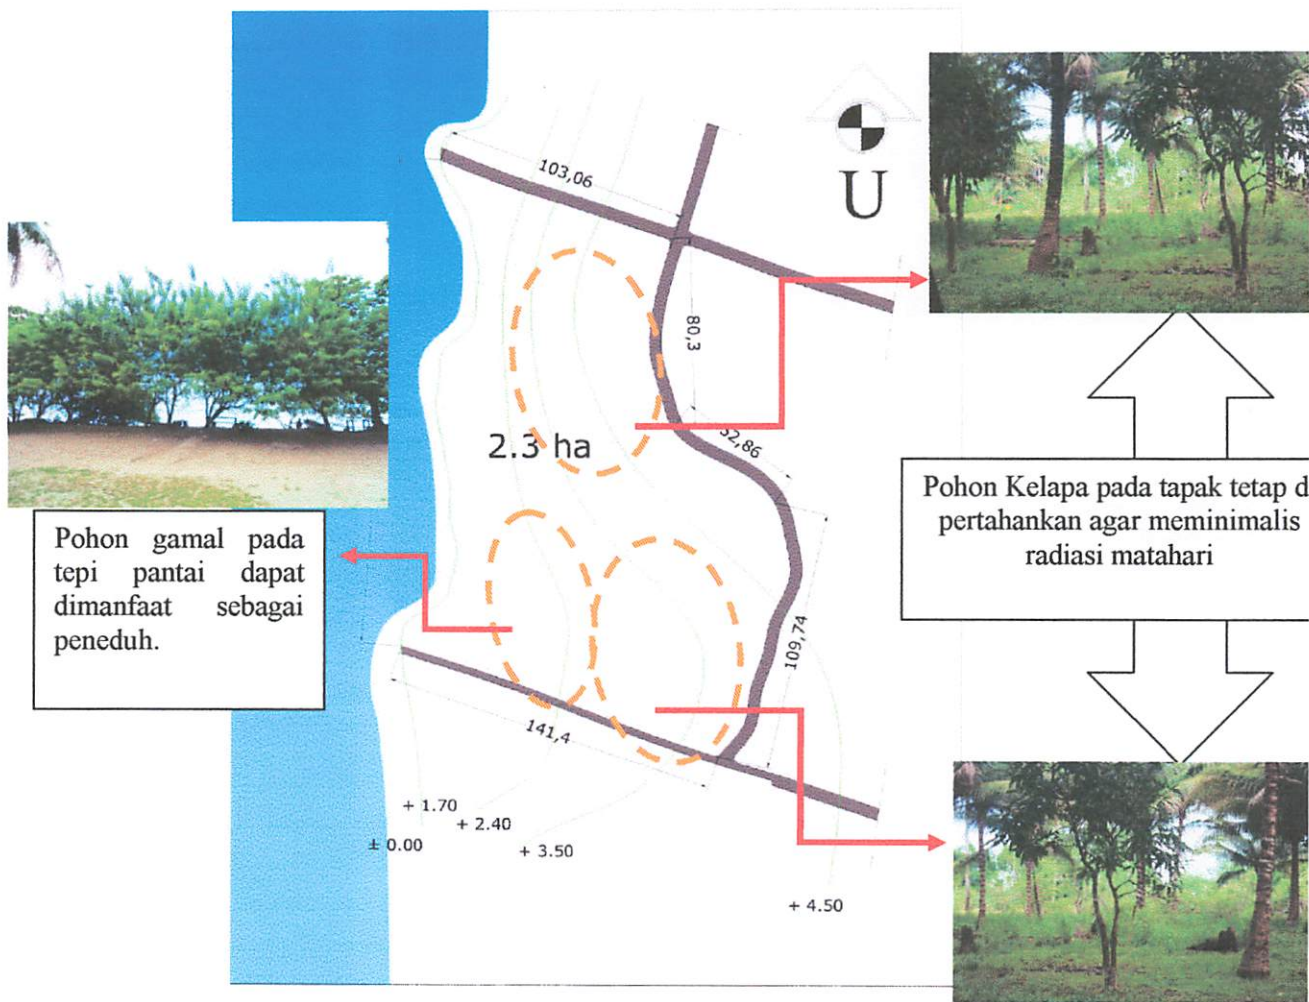 103,06
U
80,3
2.3 ha
Pohon gamal pada
tepi pantai dapat
dimanfaat sebagai
peneduh.
Pohon Kelapa pada tapak tetap d
pertahankan agar meminimalis
radiasi matahari
109,74
141,4
+ 1.70
+ 2.40
± 0.00
+ 3.50
+ 4.50